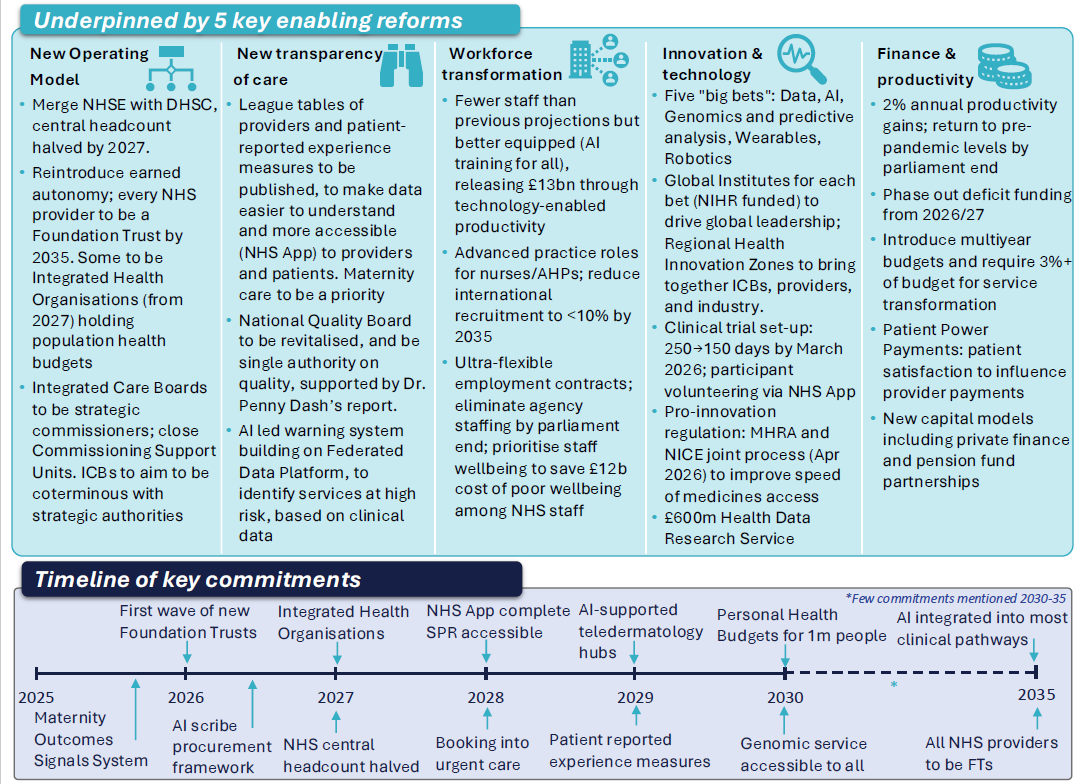 Underpinned by 5 key enabling reforms
New Operating
Model
• Merge NHSE with DHSC,
central headcount
halved by 2027.
• Reintroduce earned
autonomy; every NHS
provider to be a
Foundation Trust by
2035. Some to be
Integrated Health
Organisations (from
2027) holding
population health
budgets
• Integrated Care Boards
to be strategic
commissioners; close
Commissioning Support
Units. ICBs to aim to be
coterminous with
strategic authorities
New transparency
of care
• League tables of
providers and patient-
reported experience
measures to be
published, to make data
easier to understand
and more accessible
(NHS App) to providers
and patients. Maternity
care to be a priority
• National Quality Board
to be revitalised, and be
single authority on
quality, supported by Dr.
Penny Dash's report.
• AI led warning system
building on Federated
Data Platform, to
identify services at high
risk, based on clinical
data
Workforce
transformation
• Fewer staff than
previous projections but
better equipped (AI
training for all),
releasing £13bn through
technology-enabled
productivity
• Advanced practice roles
for nurses/AHPs; reduce
international
recruitment to <10% by
2035
• Ultra-flexible
employment contracts;
eliminate agency
staffing by parliament
end; prioritise staff
wellbeing to save £12b
cost of poor wellbeing
among NHS staff
Innovation &
technology
• Five "big bets": Data, AI,
Genomics and predictive
analysis, Wearables,
Robotics
• Global Institutes for each
bet (NIHR funded) to
drive global leadership;
Regional Health
Innovation Zones to bring
together ICBs, providers,
and industry.
• Clinical trial set-up:
250→150 days by March
2026; participant
volunteering via NHS App
• Pro-innovation
regulation: MHRA and
NICE joint process (Apr
2026) to improve speed
of medicines access
• £600m Health Data
Research Service
Finance &
productivity
• 2% annual productivity
gains; return to pre-
pandemic levels by
parliament end
• Phase out deficit funding
from 2026/27
• Introduce multiyear
budgets and require 3%+
of budget for service
transformation
• Patient Power
Payments: patient
satisfaction to influence
provider payments
• New capital models
including private finance
and pension fund
partnerships
Timeline of key commitments
*Few commitments mentioned 2030-35
First wave of new
Foundation Trusts
Integrated Health
Organisations
NHS App complete
SPR accessible
AI-supported
teledermatology
hubs
Personal Health
Budgets for 1m people
AI integrated into most
clinical pathways
2025
2026
2027
2028
2029
2030
*
2035
Maternity
Outcomes
Signals System
AI scribe
procurement
framework
NHS central
headcount halved
Booking into
urgent care
Patient reported
experience measures
Genomic service
accessible to all
All NHS providers
to be FTs